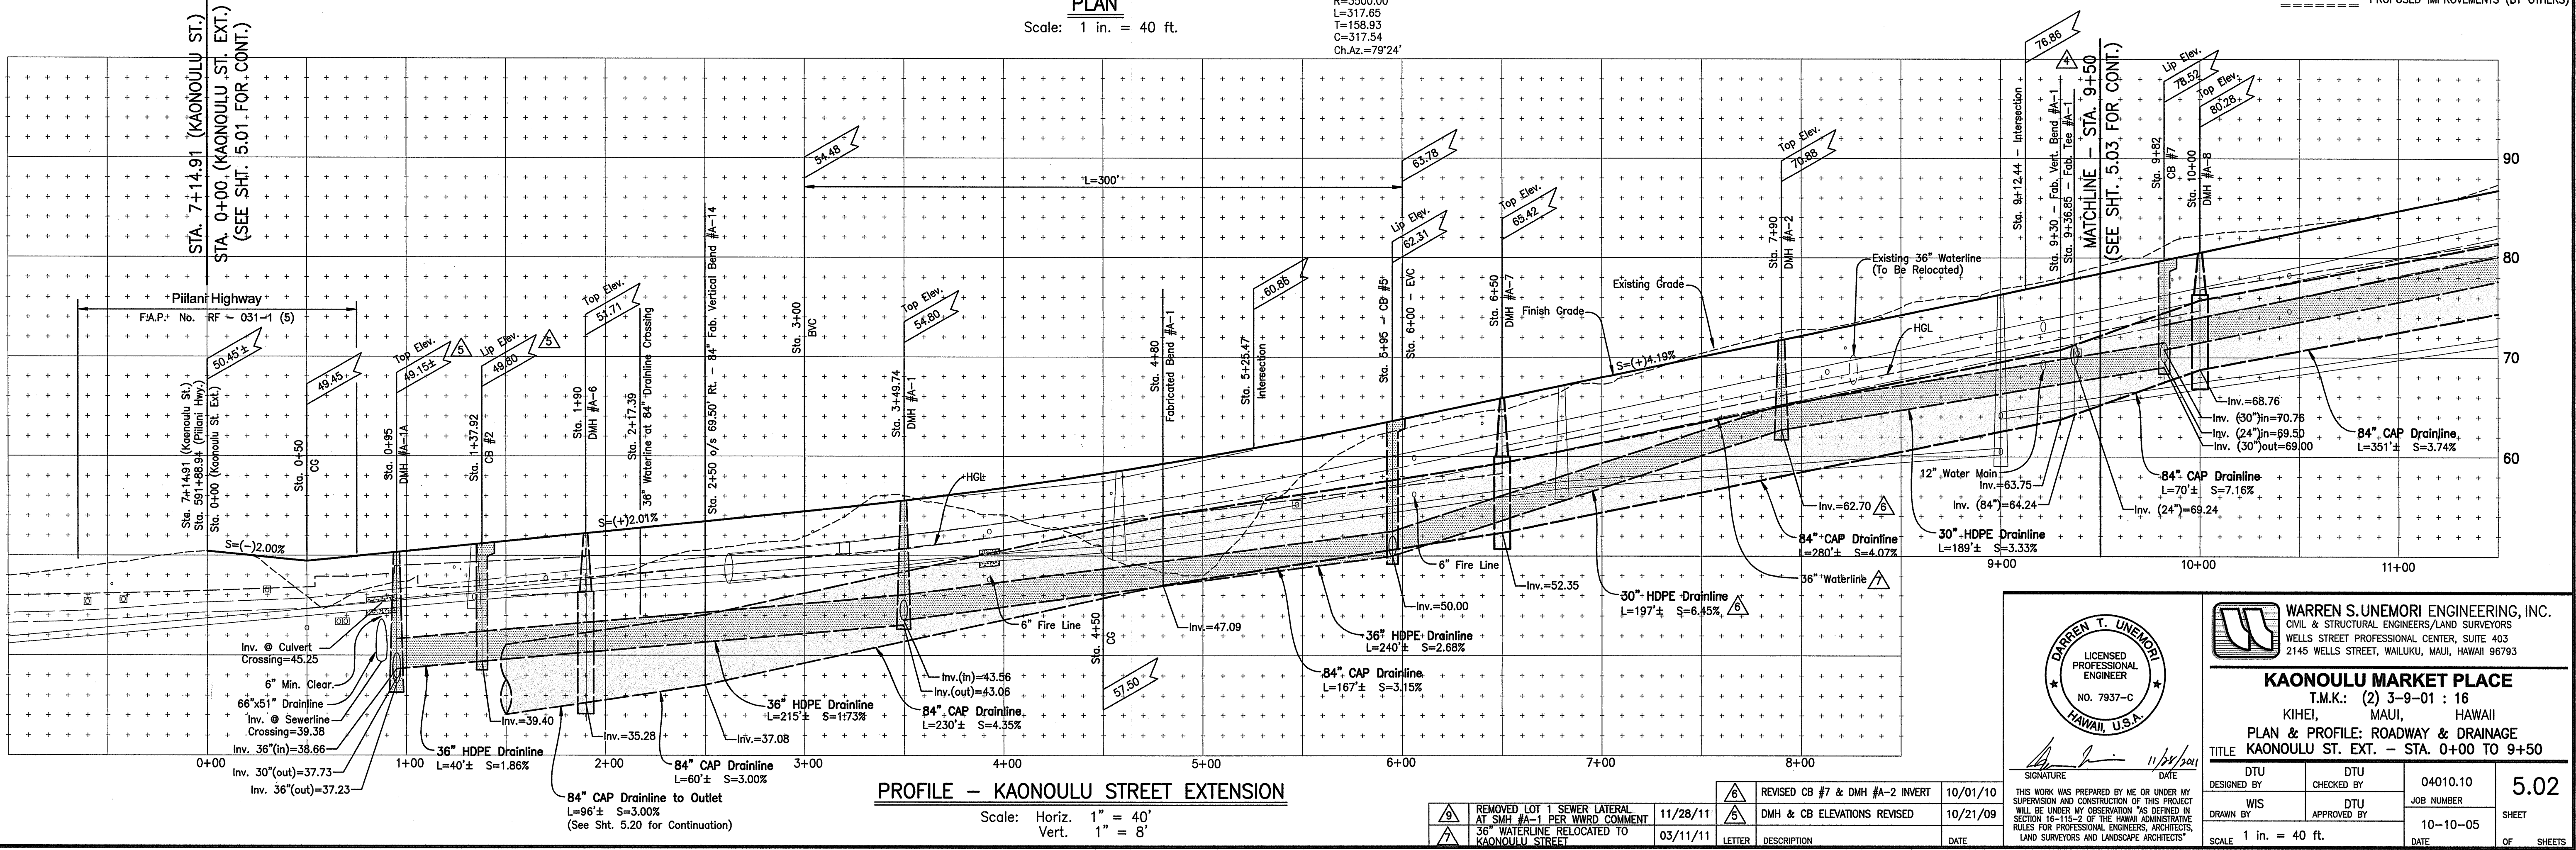 PLAN
Scale: 1 in. = 40 ft.
R=3500.00
L=317.65
T=158.93
C=317.54
Ch.Az.=79°24'
PROPOSED IMPROVEMENTS (BY OTHERS)
STA. 7+14.91 (KAONOULU ST.)
STA. 0+00 (KAONOULU ST. EXT.)
(SEE SHT. 5.01 FOR CONT.)
Piilani Highway
F.A.P. No. RF - 031-1 (5)
50.45'±
Sta. 7+14.91 (Kaonoulu St.)
Sta. 591+88.94 (Piilani Hwy.)
Sta. 0+00 (Kaonoulu St. Ext.)
S=(-)2.00%
49.45
Sta. 0+50
CG
Top Elev.
49.15±
5
Sta. 0+95
DMH #A-1A
Lip Elev.
49.80
5
Sta. 1+37.92
CB #2
Top Elev.
51.71
Sta. 1+90
DMH #A-6
Sta. 2+17.39
36" Waterline at 84" Drainline Crossing
S=(+)2.01%
Sta. 2+50 o/s 69.50' Rt. - 84" Fab. Vertical Bend #A-14
54.48
Sta. 3+00
BVC
L=300'
Top Elev.
54.80
Sta. 3+49.74
DMH #A-1
HGL
Sta. 4+80
Fabricated Bend #A-1
60.86
Sta. 5+25.47
Intersection
63.78
Lip Elev.
62.31
Sta. 5+95 - CB #5
Sta. 6+00 - EVC
Top Elev.
65.42
Sta. 6+50
DMH #A-7
Existing Grade
Finish Grade
S=(+)4.19%
Top Elev.
70.88
Sta. 7+90
DMH #A-2
Existing 36" Waterline
(To Be Relocated)
HGL
76.86
4
Sta. 9+12.44 - Intersection
Sta. 9+30 - Fab. Vert. Bend #A-1
Sta. 9+36.85 - Fab. Tee #A-1
MATCHLINE - STA. 9+50
(SEE SHT. 5.03 FOR CONT.)
Lip Elev.
78.52
Top Elev.
80.28
Sta. 9+82
CB #7
Sta. 10+00
DMH #A-8
90
80
70
60
Inv.=68.76
Inv. (30")in=70.76
Inv. (24")in=69.50
Inv. (30")out=69.00
84" CAP Drainline
L=351'± S=3.74%
84" CAP Drainline
L=70'± S=7.16%
12" Water Main
Inv.=63.75
Inv. (84")=64.24
Inv. (24")=69.24
Inv.=62.70
6
84" CAP Drainline
L=280'± S=4.07%
30" HDPE Drainline
L=189'± S=3.33%
36" Waterline
7
9+00
10+00
11+00
6" Fire Line
Inv.=52.35
30" HDPE Drainline
L=197'± S=6.45%
6
Inv.=50.00
36" HDPE Drainline
L=240'± S=2.68%
84" CAP Drainline
L=167'± S=3.15%
Inv.=47.09
6" Fire Line
Sta. 4+50
CG
57.50
Inv.(in)=43.56
Inv.(out)=43.06
84" CAP Drainline
L=230'± S=4.35%
36" HDPE Drainline
L=215'± S=1.73%
Inv.=37.08
84" CAP Drainline
L=60'± S=3.00%
Inv.=35.28
Inv.=39.40
84" CAP Drainline to Outlet
L=96'± S=3.00%
(See Sht. 5.20 for Continuation)
36" HDPE Drainline
L=40'± S=1.86%
Inv. @ Culvert
Crossing=45.25
6" Min. Clear.
66"x51" Drainline
Inv. @ Sewerline
Crossing=39.38
Inv. 36"(in)=38.66
Inv. 30"(out)=37.73
Inv. 36"(out)=37.23
0+00
1+00
2+00
3+00
4+00
5+00
6+00
7+00
8+00
PROFILE - KAONOULU STREET EXTENSION
Scale: Horiz. 1" = 40'
Vert. 1" = 8'
9 REMOVED LOT 1 SEWER LATERAL AT SMH #A-1 PER WWRD COMMENT 11/28/11
7 36" WATERLINE RELOCATED TO KAONOULU STREET 03/11/11
6 REVISED CB #7 & DMH #A-2 INVERT 10/01/10
5 DMH & CB ELEVATIONS REVISED 10/21/09
LETTER DESCRIPTION DATE
DARREN T. UNEMORI
LICENSED
PROFESSIONAL
ENGINEER
NO. 7937-C
HAWAII, U.S.A.
11/28/2011
SIGNATURE DATE
THIS WORK WAS PREPARED BY ME OR UNDER MY
SUPERVISION AND CONSTRUCTION OF THIS PROJECT
WILL BE UNDER MY OBSERVATION "AS DEFINED IN
SECTION 16-115-2 OF THE HAWAII ADMINISTRATIVE
RULES FOR PROFESSIONAL ENGINEERS, ARCHITECTS,
LAND SURVEYORS AND LANDSCAPE ARCHITECTS"
WARREN S. UNEMORI ENGINEERING, INC.
CIVIL & STRUCTURAL ENGINEERS/LAND SURVEYORS
WELLS STREET PROFESSIONAL CENTER, SUITE 403
2145 WELLS STREET, WAILUKU, MAUI, HAWAII 96793
KAONOULU MARKET PLACE
T.M.K.: (2) 3-9-01 : 16
KIHEI, MAUI, HAWAII
PLAN & PROFILE: ROADWAY & DRAINAGE
TITLE KAONOULU ST. EXT. - STA. 0+00 TO 9+50
DTU
DESIGNED BY
DTU
CHECKED BY
04010.10
JOB NUMBER
5.02
SHEET
WIS
DRAWN BY
DTU
APPROVED BY
10-10-05
DATE
SCALE 1 in. = 40 ft.
OF SHEETS